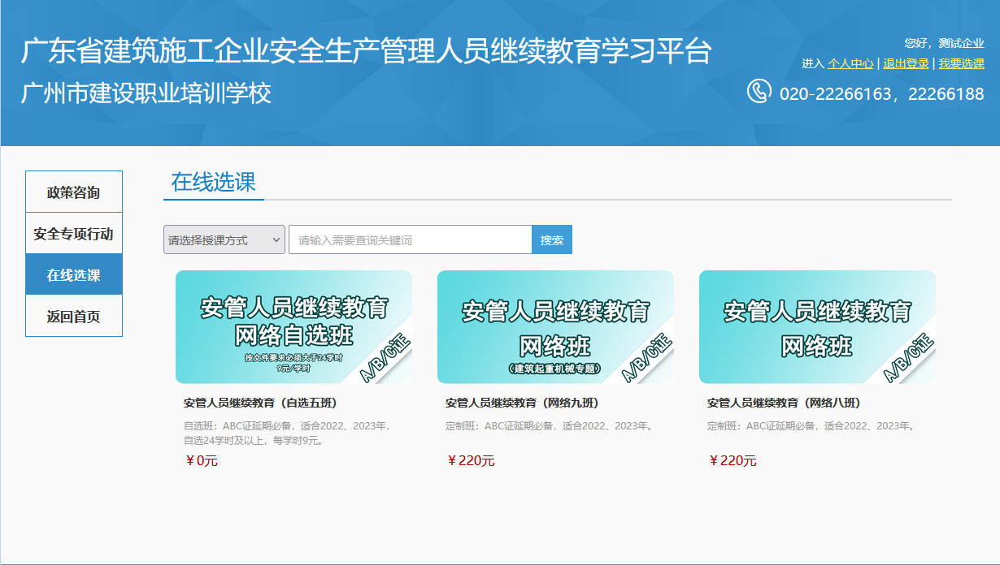 广东省建筑施工企业安全生产管理人员继续教育学习平台
广州市建设职业培训学校
您好，测试企业
进入 个人中心 | 退出登录 | 我要选课
020-22266163，22266188
政策咨询
安全专项行动
在线选课
返回首页
在线选课
请选择授课方式
请输入需要查询关键词
搜索
安管人员继续教育
网络自选班
按文件要求必须大于24学时
9元/学时
A/B/C证
安管人员继续教育（自选五班）
自选班：ABC证延期必备，适合2022、2023年，
自选24学时及以上，每学时9元。
￥0元
安管人员继续教育
网络班
（建筑起重机械专题）
A/B/C证
安管人员继续教育（网络九班）
定制班：ABC证延期必备，适合2022、2023年。
￥220元
安管人员继续教育
网络班
A/B/C证
安管人员继续教育（网络八班）
定制班：ABC证延期必备，适合2022、2023年。
￥220元